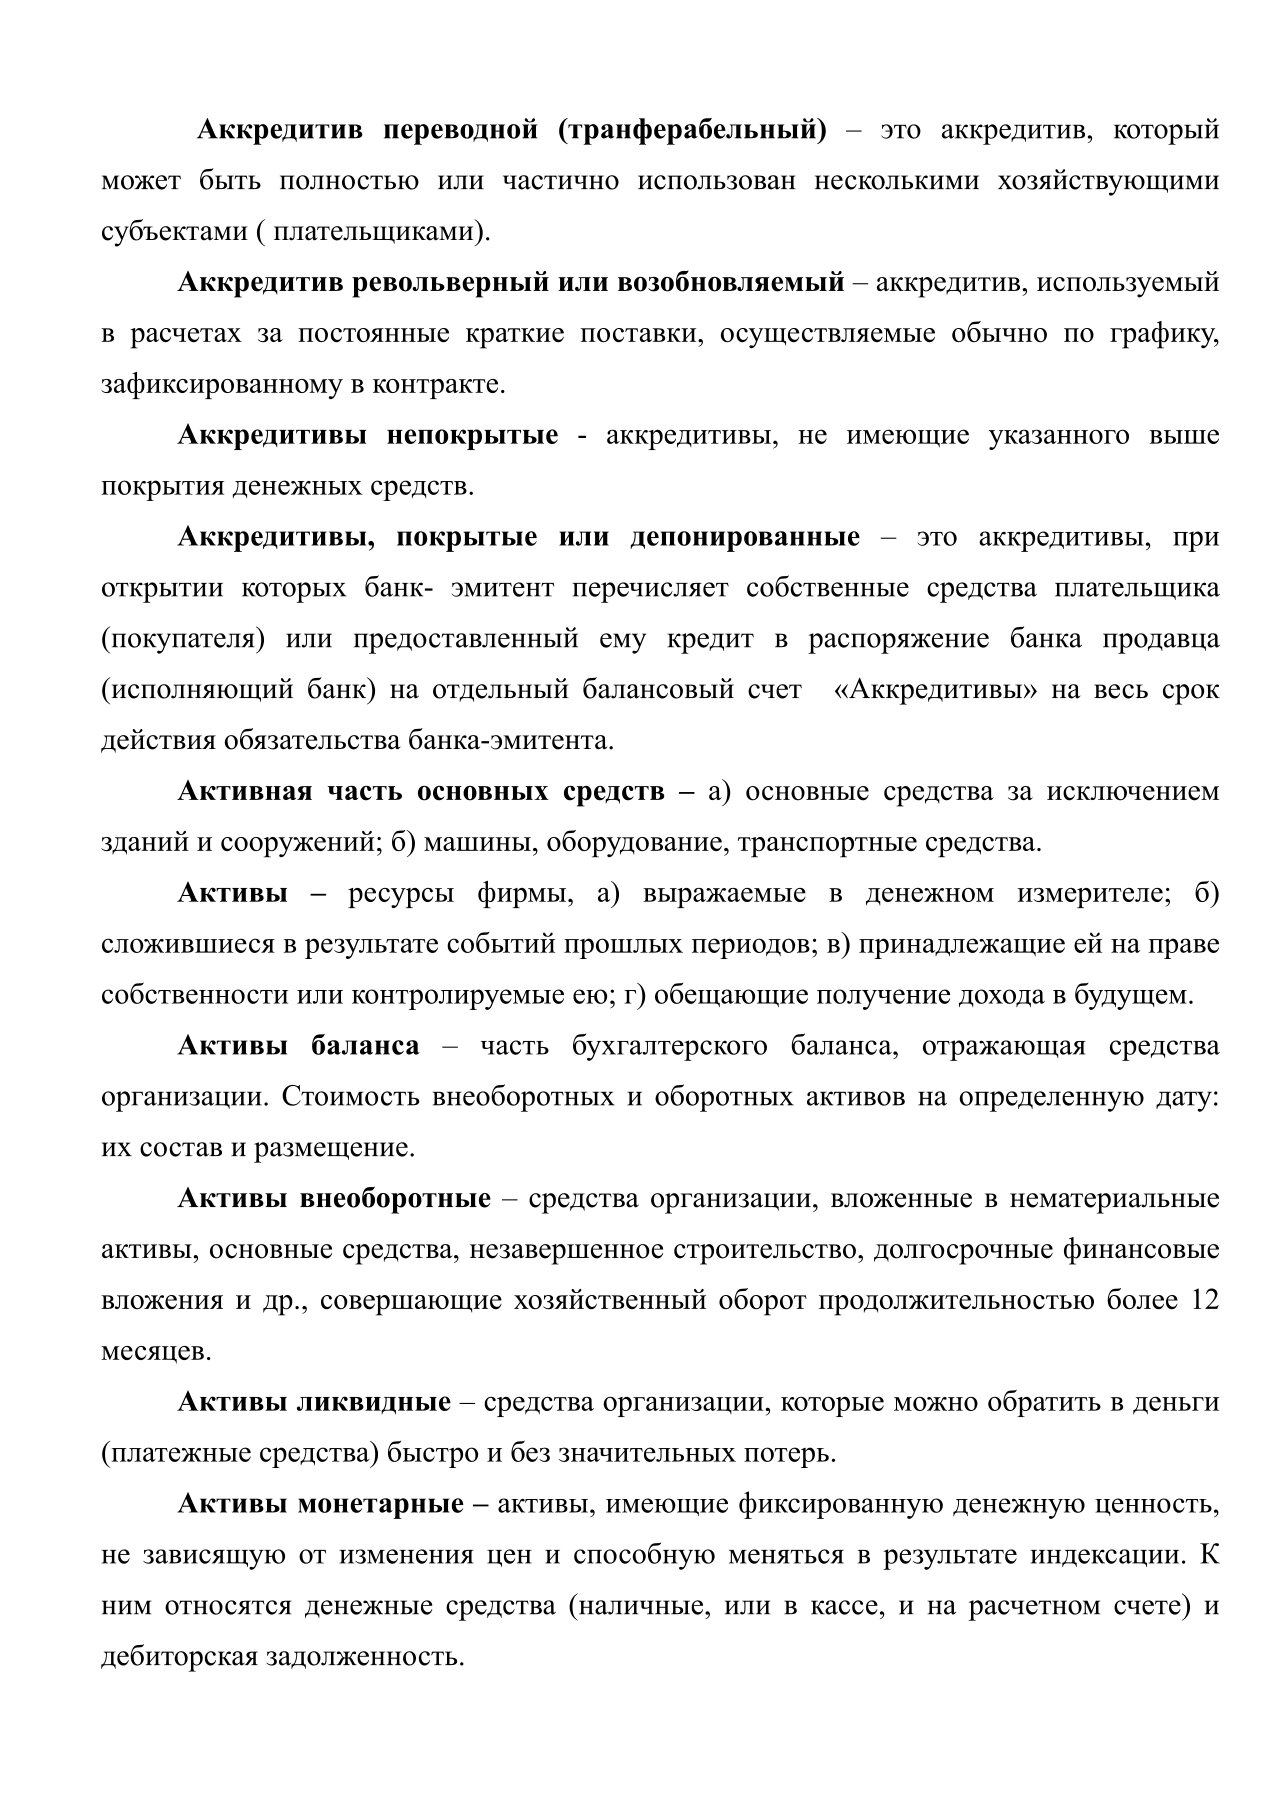 Аккредитив переводной (транферабельный) – это аккредитив, который
может быть полностью или частично использован несколькими хозяйствующими
субъектами ( плательщиками).
Аккредитив револьверный или возобновляемый – аккредитив, используемый
в расчетах за постоянные краткие поставки, осуществляемые обычно по графику,
зафиксированному в контракте.
Аккредитивы непокрытые - аккредитивы, не имеющие указанного выше
покрытия денежных средств.
Аккредитивы, покрытые или депонированные – это аккредитивы, при
открытии которых банк- эмитент перечисляет собственные средства плательщика
(покупателя) или предоставленный ему кредит в распоряжение банка продавца
(исполняющий банк) на отдельный балансовый счет «Аккредитивы» на весь срок
действия обязательства банка-эмитента.
Активная часть основных средств – а) основные средства за исключением
зданий и сооружений; б) машины, оборудование, транспортные средства.
Активы – ресурсы фирмы, а) выражаемые в денежном измерителе; б)
сложившиеся в результате событий прошлых периодов; в) принадлежащие ей на праве
собственности или контролируемые ею; г) обещающие получение дохода в будущем.
Активы баланса – часть бухгалтерского баланса, отражающая средства
организации. Стоимость внеоборотных и оборотных активов на определенную дату:
их состав и размещение.
Активы внеоборотные – средства организации, вложенные в нематериальные
активы, основные средства, незавершенное строительство, долгосрочные финансовые
вложения и др., совершающие хозяйственный оборот продолжительностью более 12
месяцев.
Активы ликвидные – средства организации, которые можно обратить в деньги
(платежные средства) быстро и без значительных потерь.
Активы монетарные – активы, имеющие фиксированную денежную ценность,
не зависящую от изменения цен и способную меняться в результате индексации. К
ним относятся денежные средства (наличные, или в кассе, и на расчетном счете) и
дебиторская задолженность.